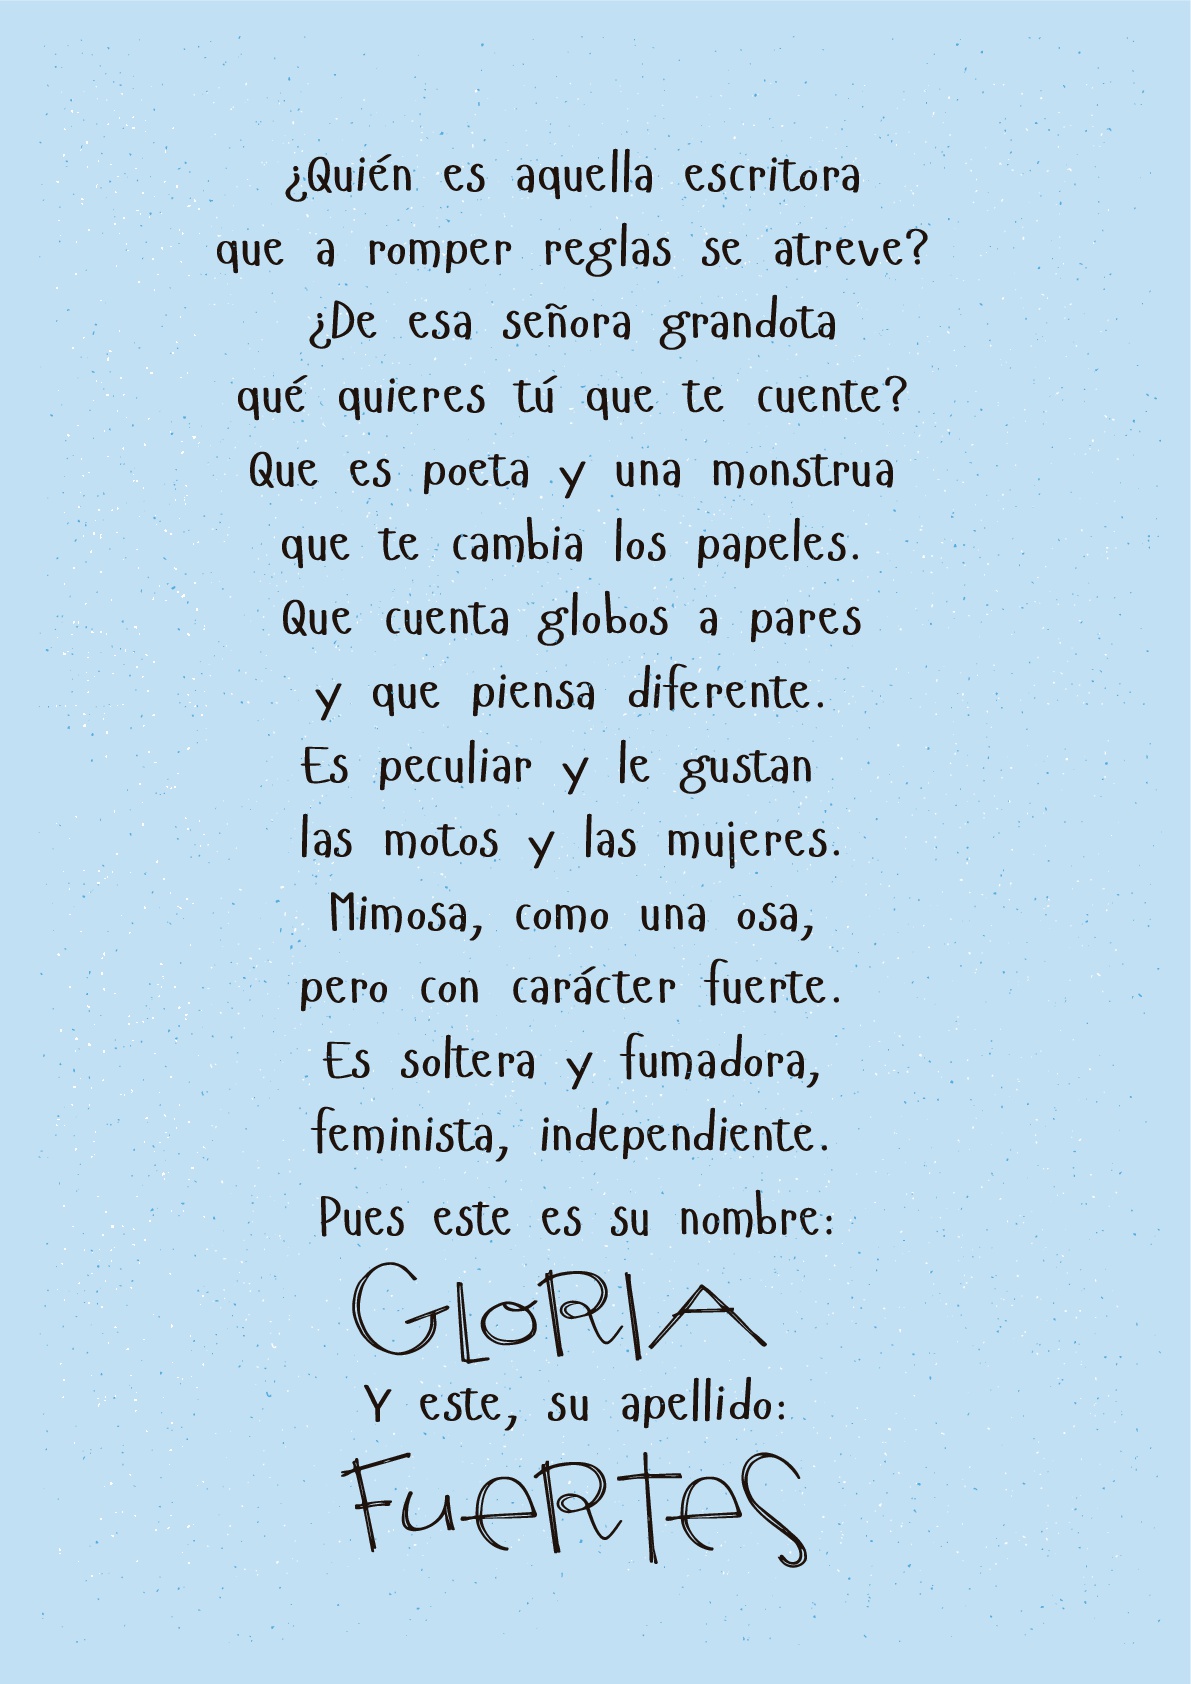 ¿Quién es aquella escritora
que a romper reglas se atreve?
¿De esa señora grandota
qué quieres tú que te cuente?
Que es poeta y una monstrua
que te cambia los papeles.
Que cuenta globos a pares
y que piensa diferente.
Es peculiar y le gustan
las motos y las mujeres.
Mimosa, como una osa,
pero con carácter fuerte.
Es soltera y fumadora,
feminista, independiente.
Pues este es su nombre:
GLORIA
Y este, su apellido:
FUERTES